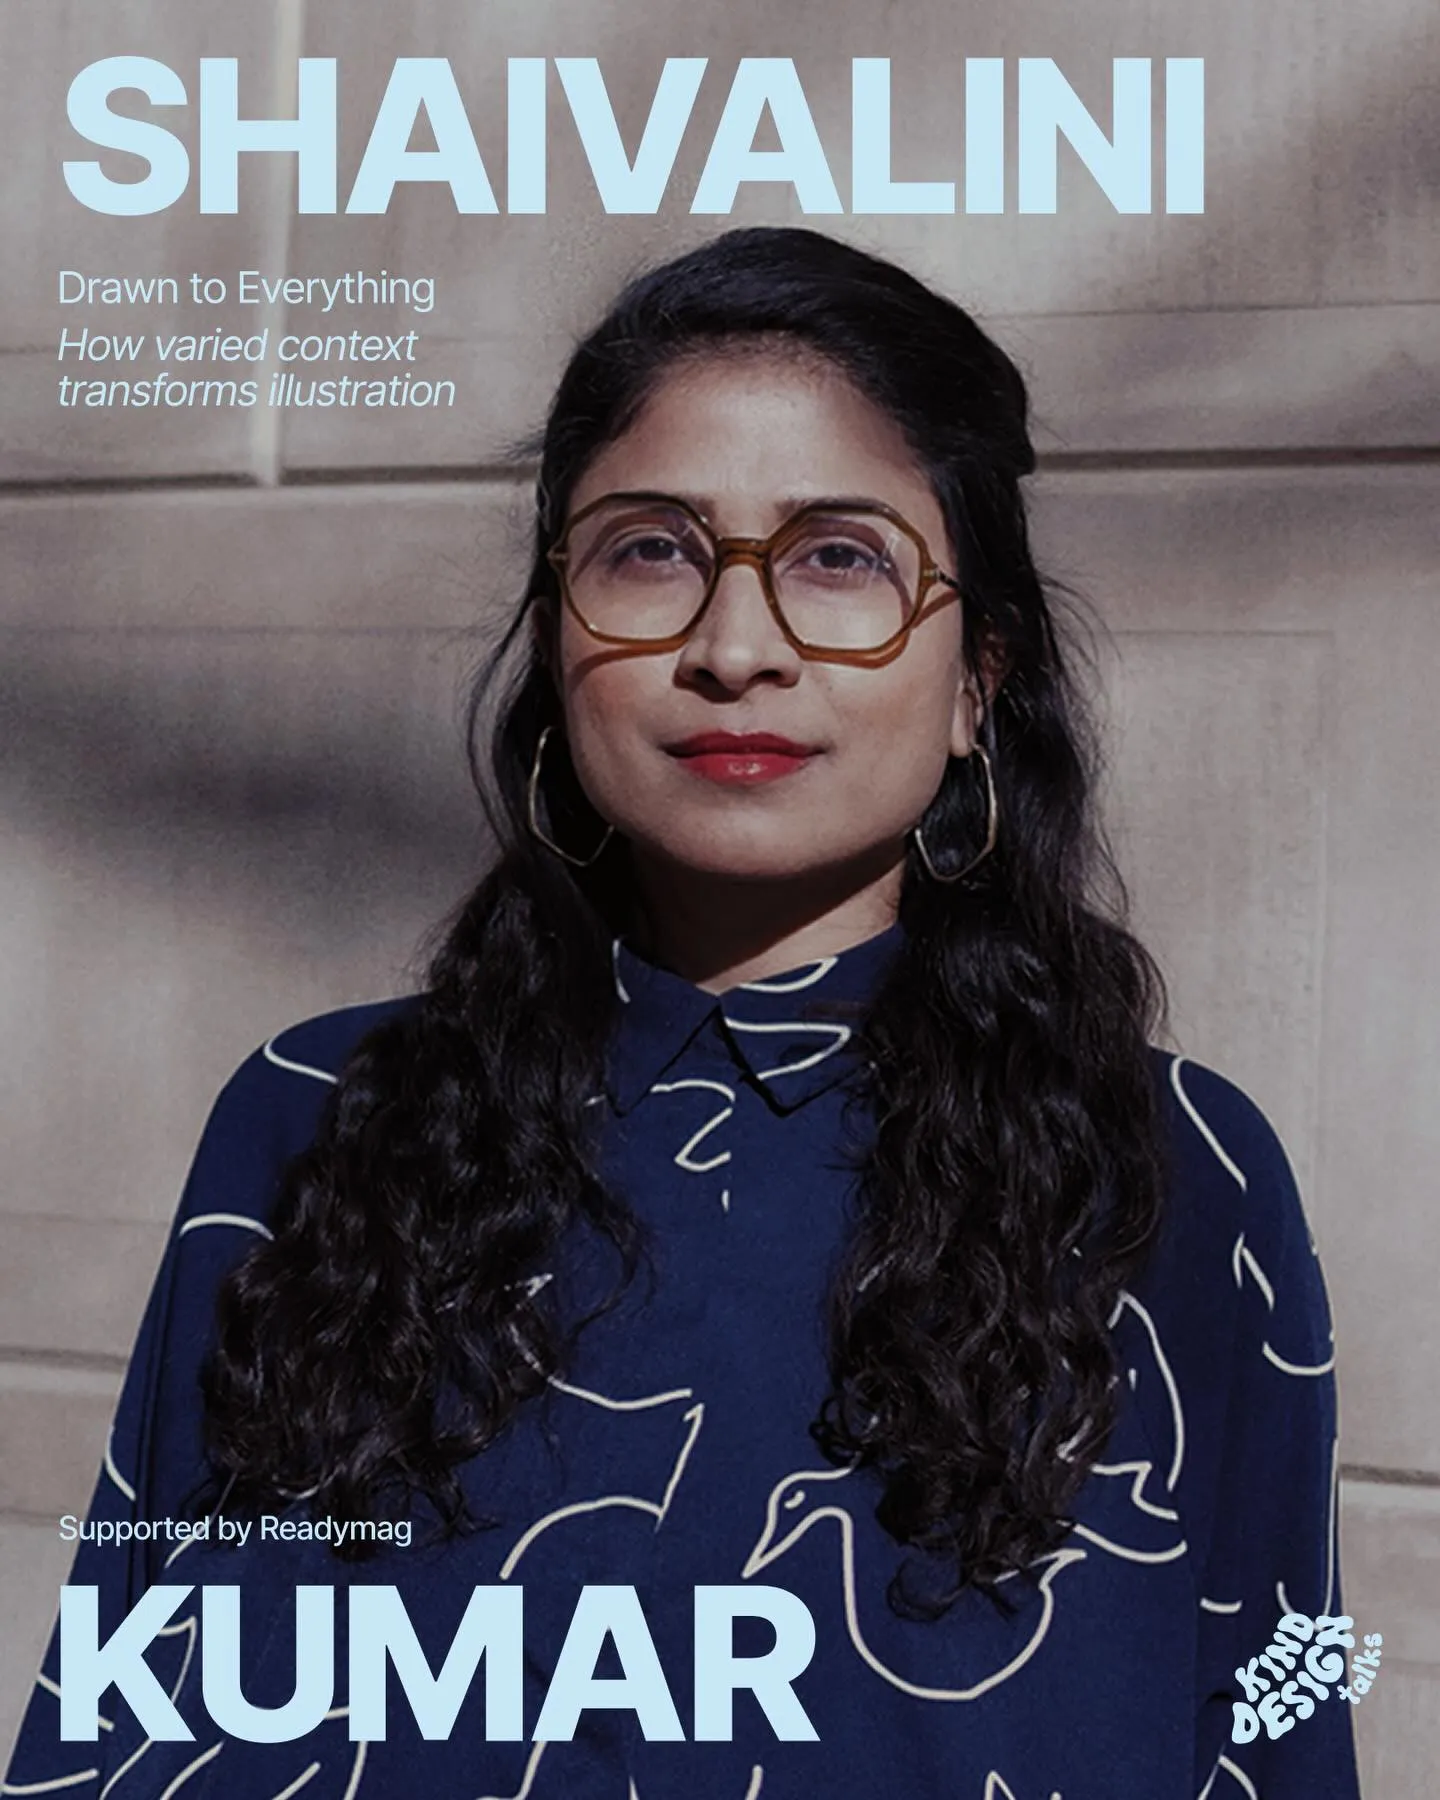 SHAIVALINI
Drawn to Everything
How varied context
transforms illustration
Supported by Readymag
KUMAR
KIND
DESIGN
talks